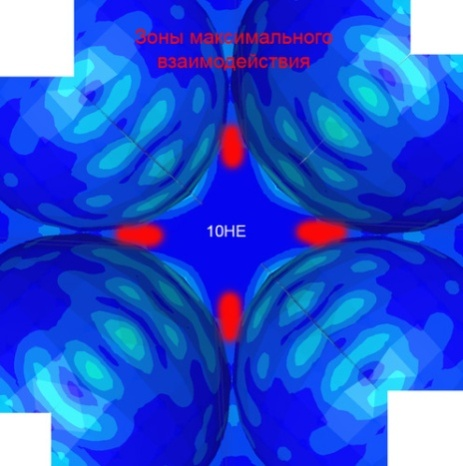 Зоны максимального
взаимодействия
10НЕ